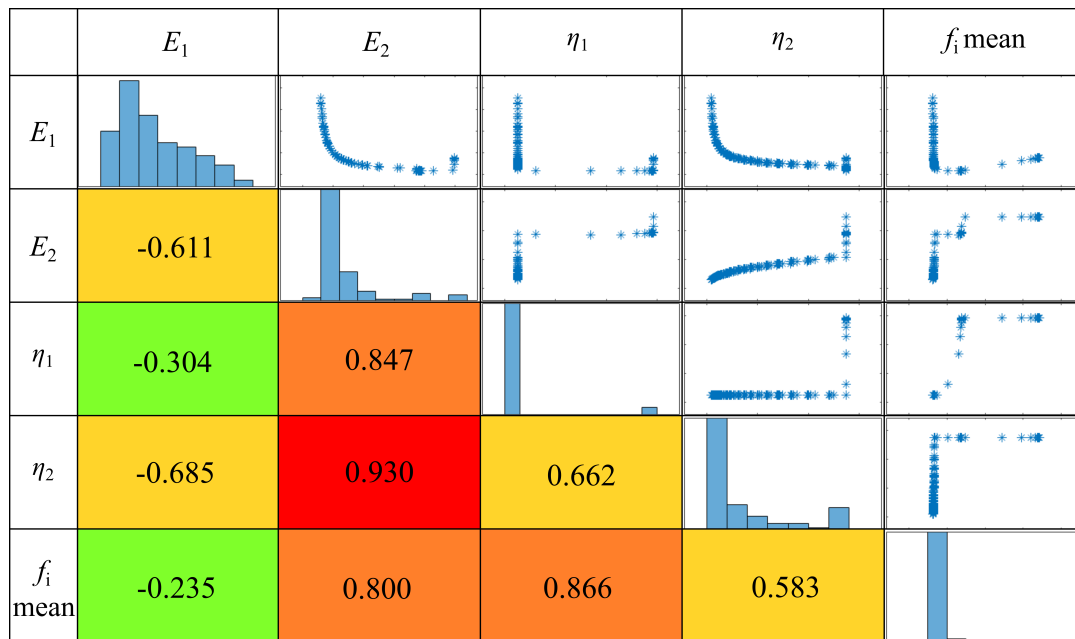 E₁ E₂ η₁ η₂ fᵢ mean
E₁
E₂ -0.611
η₁ -0.304 0.847
η₂ -0.685 0.930 0.662
fᵢ
mean -0.235 0.800 0.866 0.583